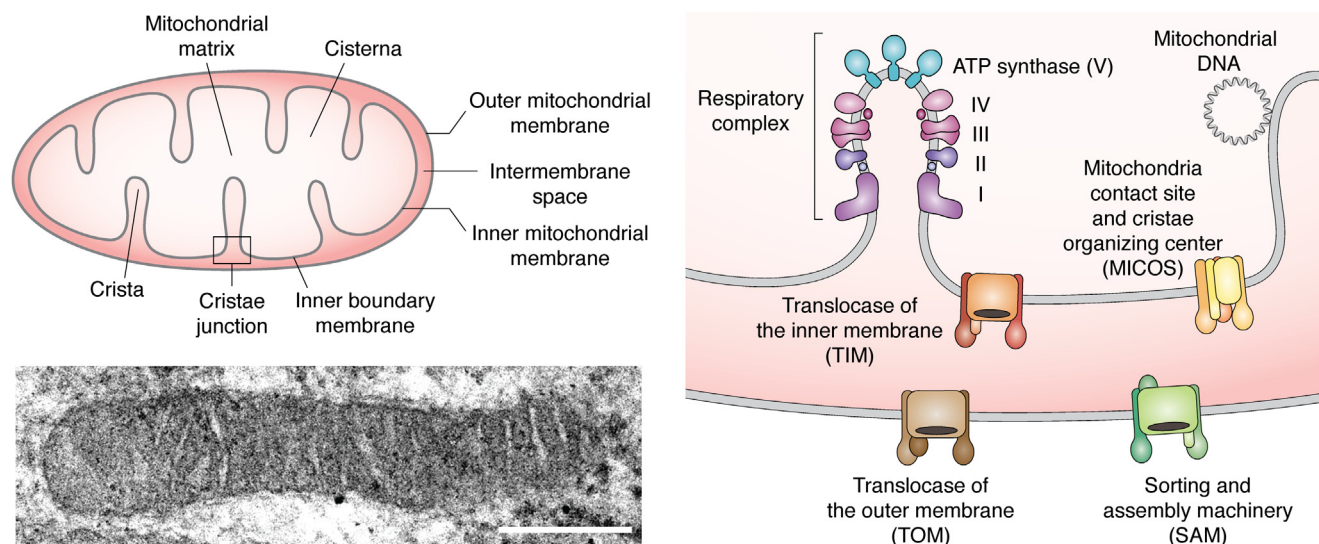 Mitochondrial
matrix
Cisterna
Outer mitochondrial
membrane
Intermembrane
space
Inner mitochondrial
membrane
Crista
Cristae
junction
Inner boundary
membrane
Respiratory
complex
ATP synthase (V)
IV
III
II
I
Mitochondrial
DNA
Mitochondria
contact site
and cristae
organizing center
(MICOS)
Translocase of
the inner membrane
(TIM)
Translocase of
the outer membrane
(TOM)
Sorting and
assembly machinery
(SAM)